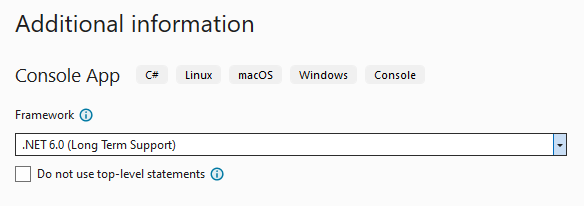 Additional information
Console App C# Linux macOS Windows Console
Framework
.NET 6.0 (Long Term Support)
Do not use top-level statements